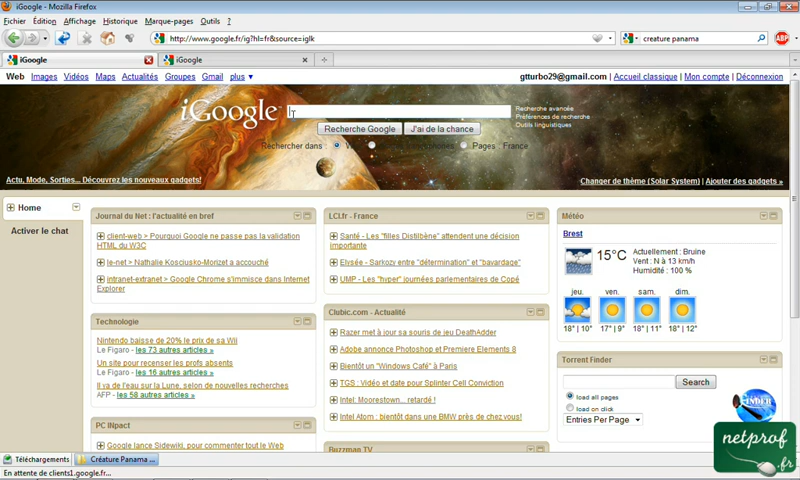 iGoogle - Mozilla Firefox
Fichier Édition Affichage Historique Marque-pages Outils ?
http://www.google.fr/ig?hl=fr&source=iglk
creature panama
ABP
iGoogle
iGoogle
Web Images Vidéos Maps Actualités Groupes Gmail plus ▼
gtturbo29@gmail.com | Accueil classique | Mon compte | Déconnexion
iGoogle
Recherche avancée
Préférences de recherche
Outils linguistiques
Recherche Google J'ai de la chance
Rechercher dans : Pages : France
Actu, Mode, Sorties... Découvrez les nouveaux gadgets!
Changer de thème (Solar System) | Ajouter des gadgets »
Home
Activer le chat
Journal du Net : l'actualité en bref
client-web > Pourquoi Google ne passe pas la validation
HTML du W3C
le-net > Nathalie Kosciusko-Morizet a accouché
intranet-extranet > Google Chrome s'immisce dans Internet
Explorer
Technologie
Nintendo baisse de 20% le prix de sa Wii
Le Figaro - les 73 autres articles »
Un site pour recenser les profs absents
Le Figaro - les 16 autres articles »
Il va de l'eau sur la Lune, selon de nouvelles recherches
AFP - les 58 autres articles »
PC INpact
Google lance Sidewiki, pour commenter tout le Web
LCI.fr - France
Santé - Les "filles Distilbène" attendent une décision
importante
Elysée - Sarkozy entre "détermination" et "bavardage"
UMP - Les "hyper" journées parlementaires de Copé
Clubic.com - Actualité
Razer met à jour sa souris de jeu DeathAdder
Adobe annonce Photoshop et Premiere Elements 8
Bientôt un "Windows Café" à Paris
TGS : Vidéo et date pour Splinter Cell Conviction
Intel: Moorestown... retardé !
Intel Atom : bientôt dans une BMW près de chez vous!
Buzzman TV
Météo
Brest
15°C
Actuellement : Bruine
Vent : N à 13 km/h
Humidité : 100 %
jeu. ven. sam. dim.
18° | 10° 17° | 9° 18° | 11° 18° | 12°
Torrent Finder
Search
load all pages
load on click
Entries Per Page
FINDER
netprof
.fr
Téléchargements
Créature Panama ...
En attente de clients1.google.fr...